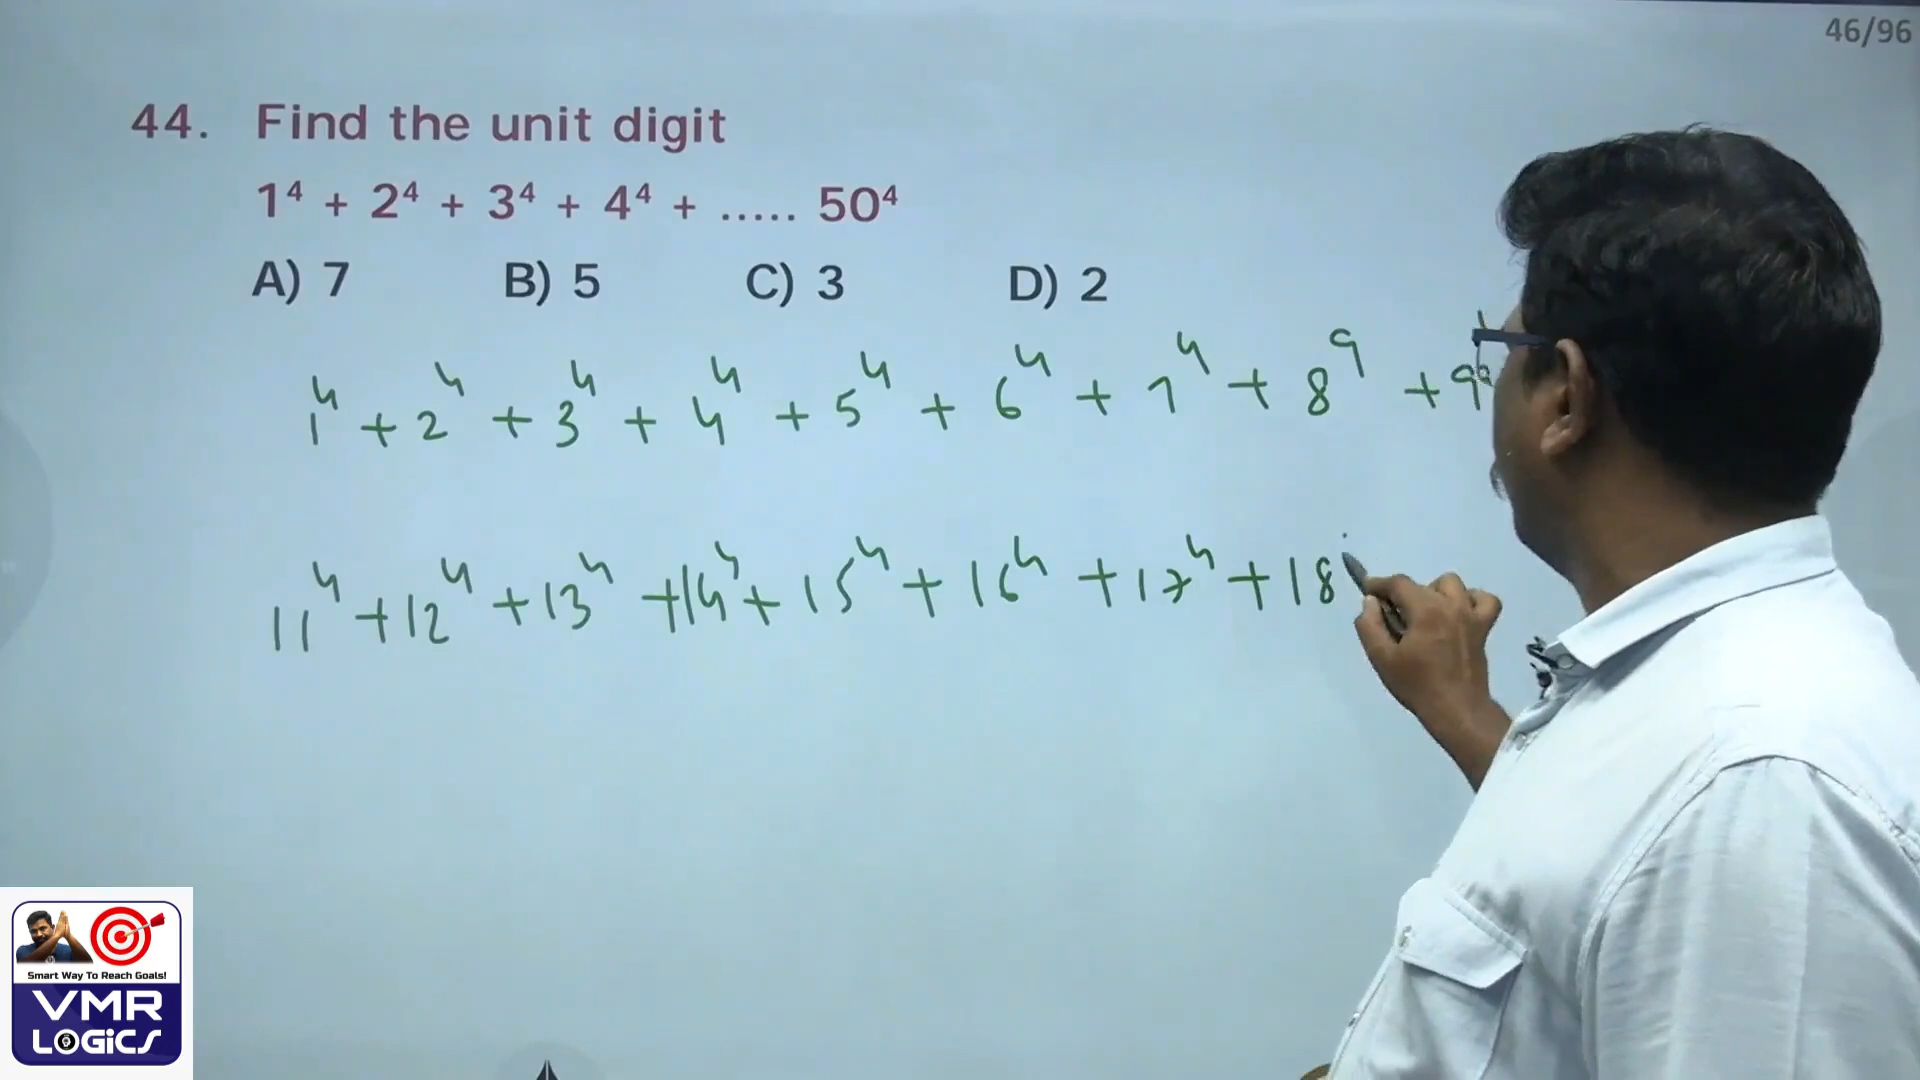 46/96
44. Find the unit digit
1⁴ + 2⁴ + 3⁴ + 4⁴ + ..... 50⁴
A) 7 B) 5 C) 3 D) 2
1⁴ + 2⁴ + 3⁴ + 4⁴ + 5⁴ + 6⁴ + 7⁴ + 8⁹ + 9
11⁴ + 12⁴ + 13⁴ + 14⁴ + 15⁴ + 16⁴ + 17⁴ + 18
Smart Way To Reach Goals!
VMR
LOGiCS